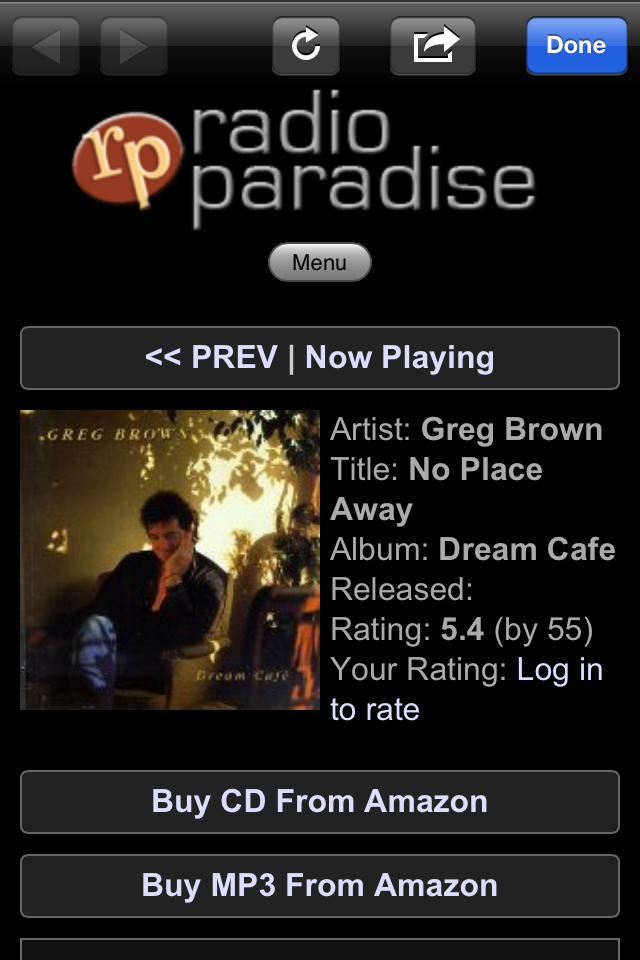 Done
rp radio
paradise
Menu
<< PREV | Now Playing
GREG BROWN
Dream Café
Artist: Greg Brown
Title: No Place
Away
Album: Dream Cafe
Released:
Rating: 5.4 (by 55)
Your Rating: Log in
to rate
Buy CD From Amazon
Buy MP3 From Amazon